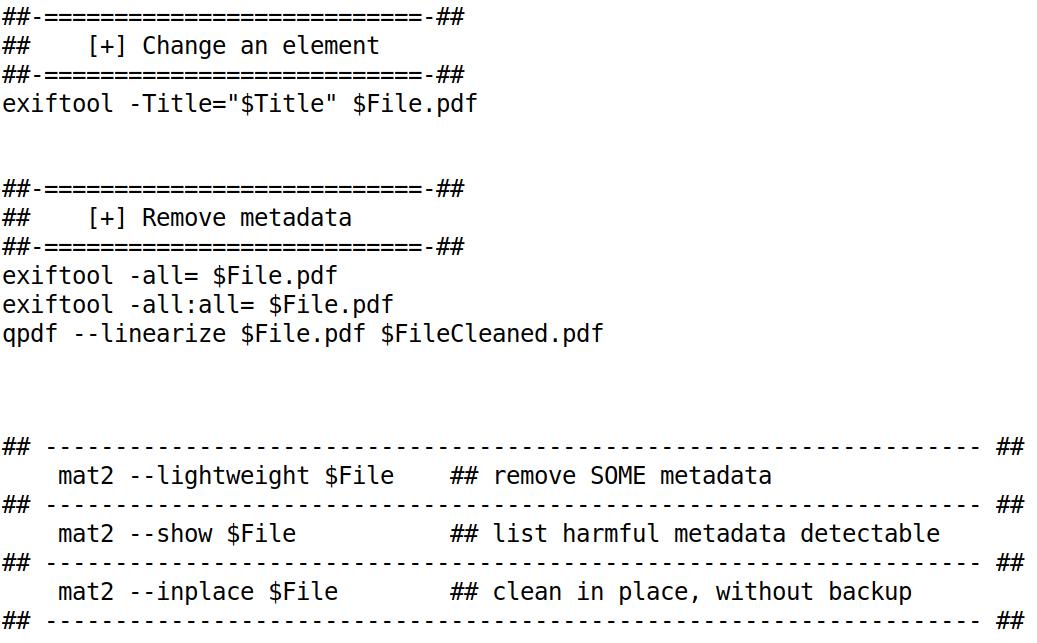 ##-===========================-##
##    [+] Change an element
##-===========================-##
exiftool -Title="$Title" $File.pdf
##-===========================-##
##    [+] Remove metadata
##-===========================-##
exiftool -all= $File.pdf
exiftool -all:all= $File.pdf
qpdf --linearize $File.pdf $FileCleaned.pdf
## ------------------------------------------------------------------- ##
    mat2 --lightweight $File    ## remove SOME metadata
## ------------------------------------------------------------------- ##
    mat2 --show $File           ## list harmful metadata detectable
## ------------------------------------------------------------------- ##
    mat2 --inplace $File        ## clean in place, without backup
## ------------------------------------------------------------------- ##